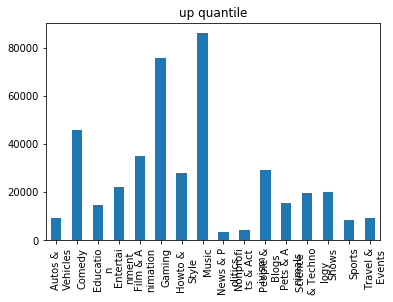 up quantile
80000
60000
40000
20000
0
Autos &
Vehicles
Comedy
Educatio
n
Entertai
nment
Film & A
nimation
Gaming
Howto &
Style
Music
News & P
olitics
Nonprofi
ts & Act
ivism
People &
Blogs
Pets & A
nimals
Science
& Techno
logy
Shows
Sports
Travel &
Events